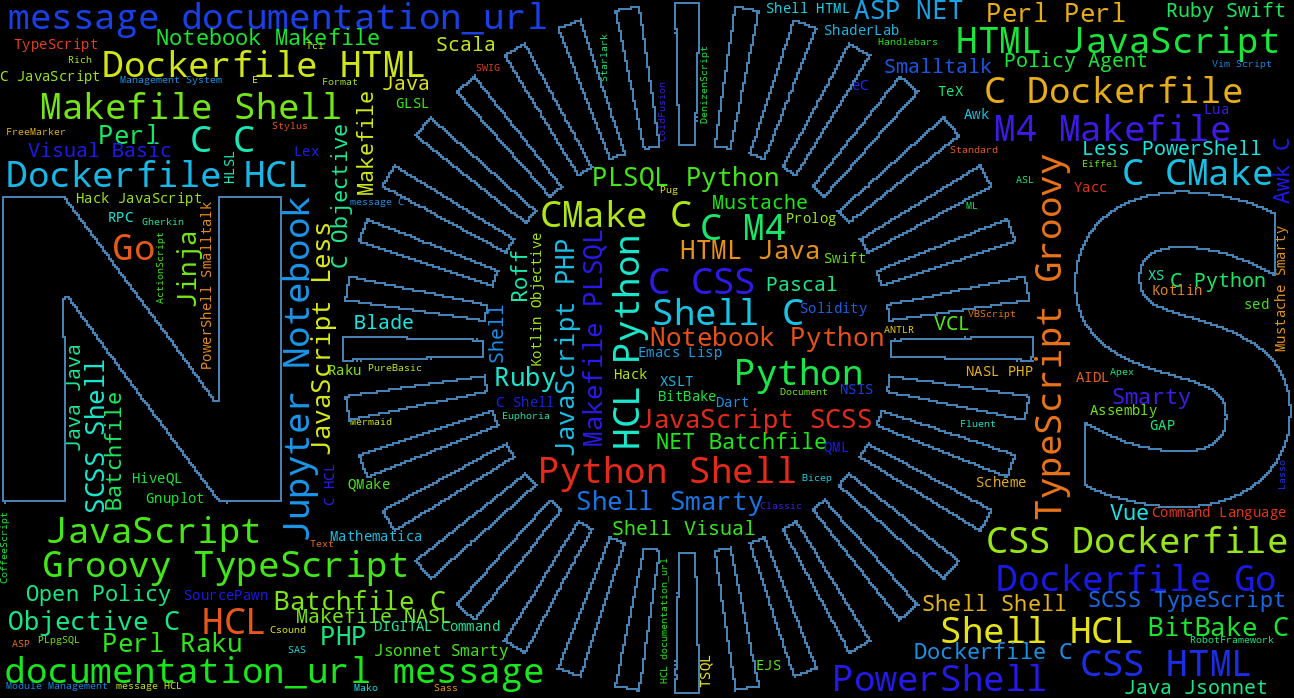 message documentation_url
Shell HTML
ASP NET
Perl Perl
Ruby Swift
TypeScript
Notebook Makefile
Tcl
Scala
Starlark
ShaderLab
Handlebars
HTML JavaScript
Rich
Dockerfile HTML
SWIG
DenizenScript
Smalltalk
Policy Agent
Vim Script
C JavaScript
Management System
E
Format
Java
ColdFusion
eC
TeX
C Dockerfile
Makefile Shell
Makefile
GLSL
Awk
Lua
FreeMarker
Perl
C C
Stylus
C Objective
M4 Makefile
Visual Basic
HLSL
Lex
Standard
Less PowerShell
Awk C
Dockerfile HCL
PLSQL Python
Pug
ASL
Eiffel
Yacc
C CMake
Hack JavaScript
message C
Mustache
ML
RPC
Gherkin
CMake C
C M4
Prolog
Go
ActionScript
Jinja
PowerShell Smalltalk
Jupyter Notebook
JavaScript Less
Roff
Kotlin Objective
JavaScript PHP
Makefile PLSQL
HCL Python
HTML Java
Swift
TypeScript Groovy
Mustache Smarty
C CSS
Pascal
XS
C Python
Kotlin
sed
Shell C
Solidity
Blade
Shell
Notebook Python
ANTLR
VCL
VBScript
Emacs Lisp
Java Java
SCSS Shell
Batchfile
Raku
PureBasic
Ruby
Hack
XSLT
Python
NASL PHP
AIDL
Apex
BitBake
Dart
Document
NSIS
Smarty
C Shell
Euphoria
JavaScript SCSS
Assembly
GAP
Mermaid
NET Batchfile
QML
Fluent
HiveQL
C HCL
QMake
Python Shell
Bicep
Scheme
Lasso
Gnuplot
Shell Smarty
Classic
Vue
Command Language
CoffeeScript
JavaScript
Text
Mathematica
Shell Visual
CSS Dockerfile
Groovy TypeScript
HCL documentation_url
Dockerfile Go
Open Policy
SourcePawn
Batchfile C
Shell Shell
SCSS TypeScript
Objective C
HCL
Makefile NASL
Csound
PHP
DIGITAL Command
Shell HCL
BitBake C
ASP
PLpgSQL
Perl Raku
SAS
Jsonnet Smarty
Dockerfile C
RobotFramework
documentation_url message
TSQL
EJS
CSS HTML
PowerShell
Module Management
message HCL
Mako
Sass
Java Jsonnet
N
S